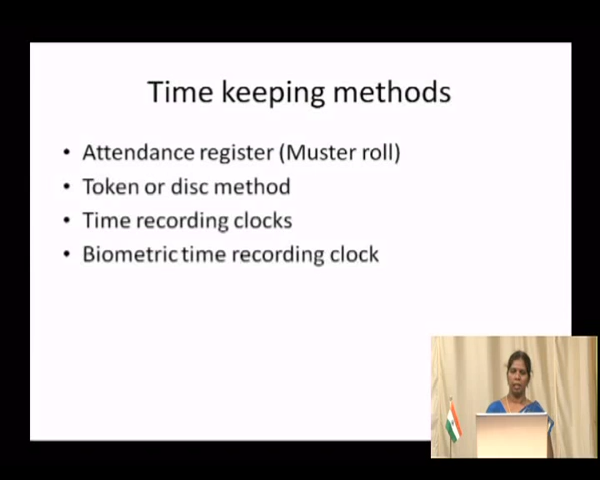 Time keeping methods
• Attendance register (Muster roll)
• Token or disc method
• Time recording clocks
• Biometric time recording clock